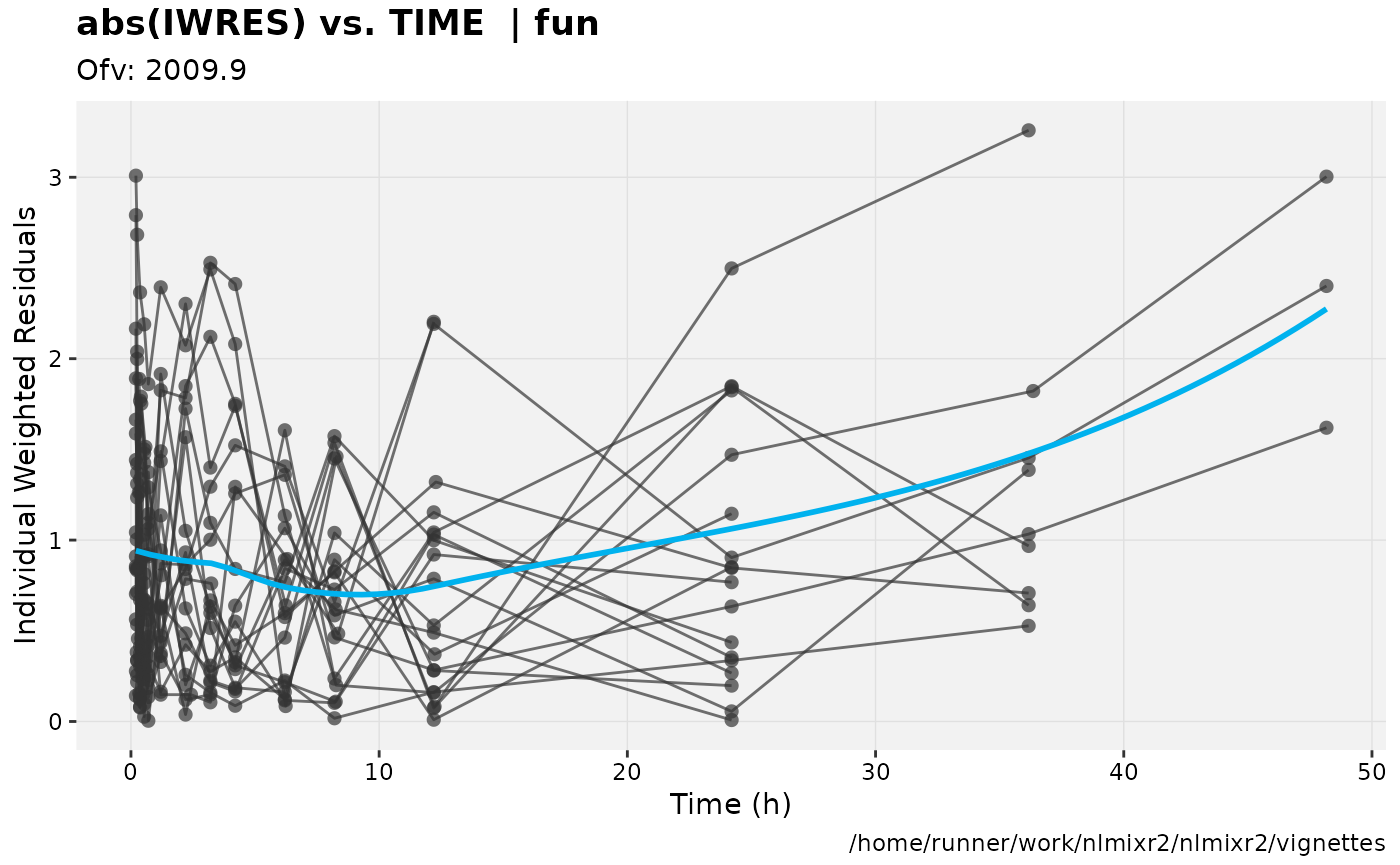 abs(IWRES) vs. TIME  | fun
Ofv: 2009.9
Individual Weighted Residuals
3
2
1
0
0
10
20
30
40
50
Time (h)
/home/runner/work/nlmixr2/nlmixr2/vignettes